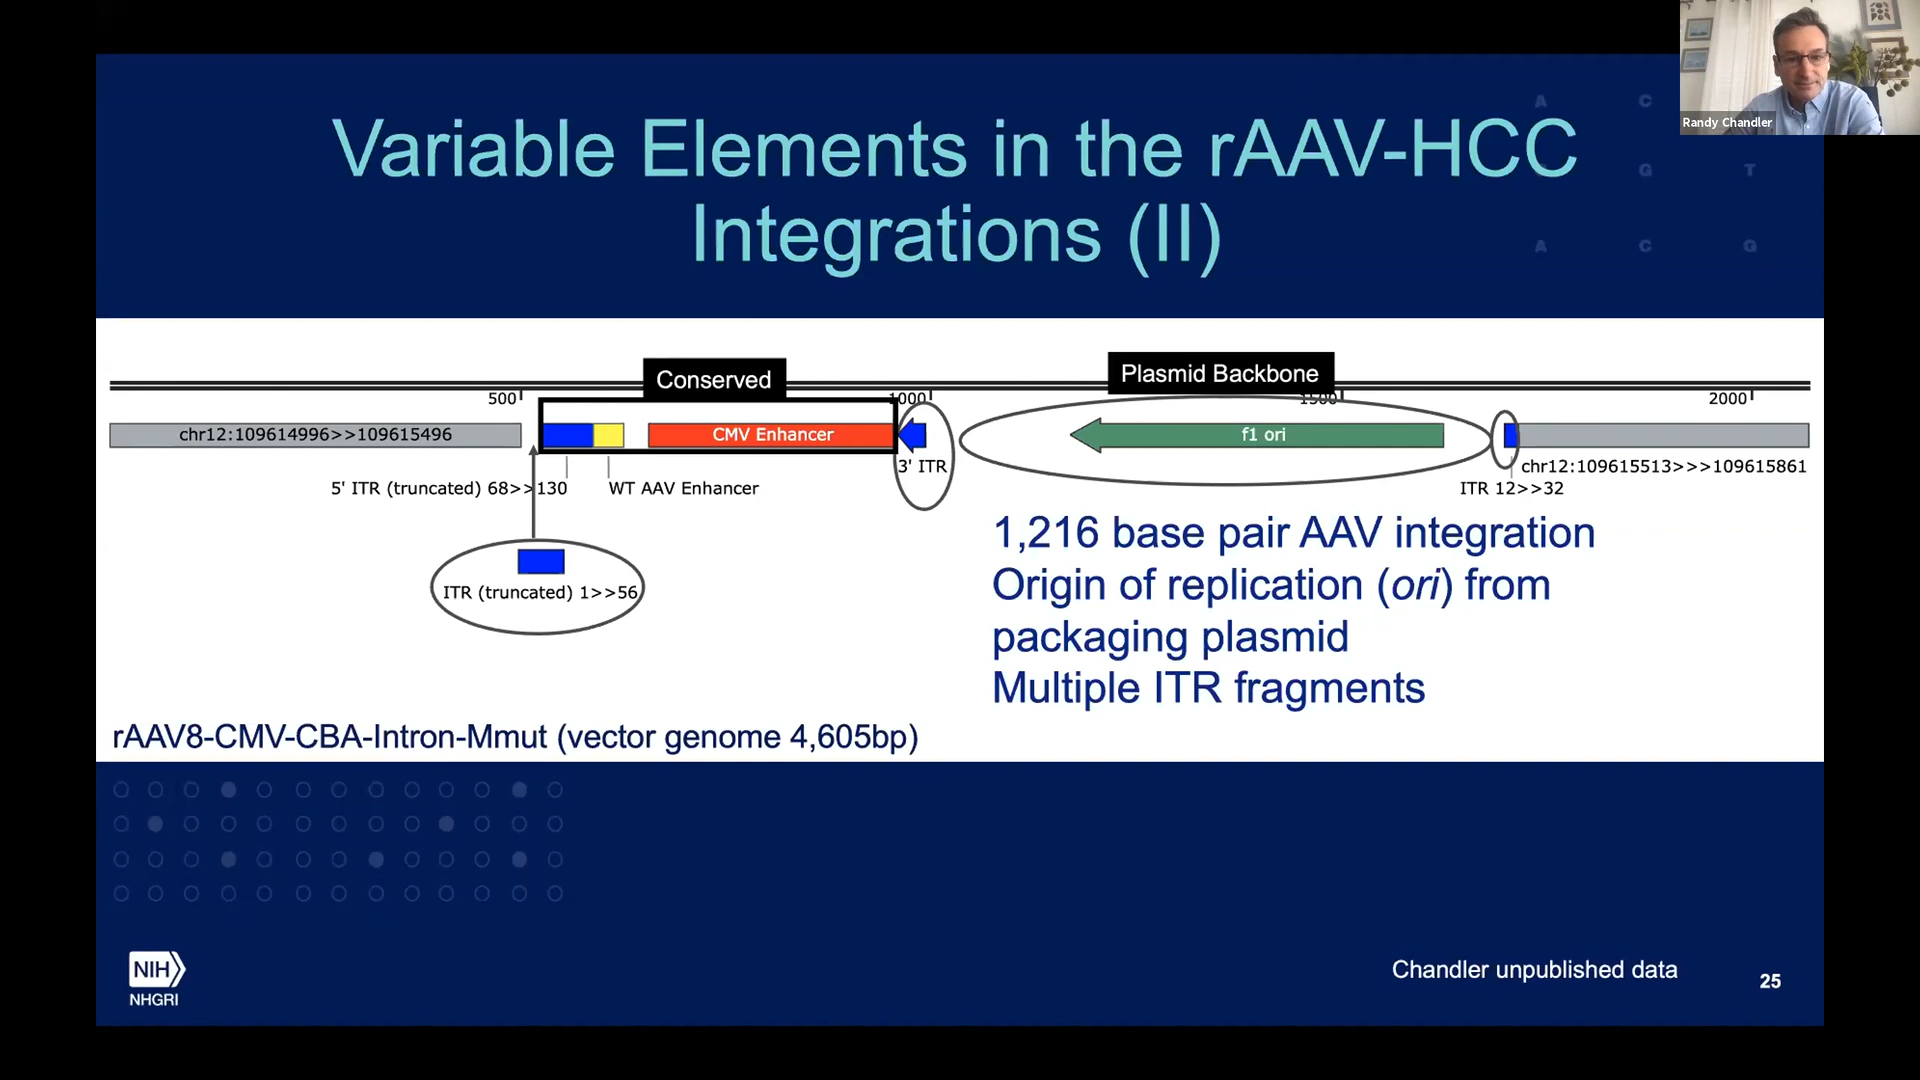 Randy Chandler
A C
G T
A C G
Variable Elements in the rAAV-HCC
Integrations (II)
Conserved
Plasmid Backbone
500 1000 1500 2000
chr12:109614996>>109615496
CMV Enhancer
f1 ori
3' ITR
chr12:109615513>>>109615861
5' ITR (truncated) 68>>130
WT AAV Enhancer
ITR 12>>32
ITR (truncated) 1>>56
1,216 base pair AAV integration
Origin of replication (ori) from
packaging plasmid
Multiple ITR fragments
rAAV8-CMV-CBA-Intron-Mmut (vector genome 4,605bp)
NIH
NHGRI
Chandler unpublished data
25